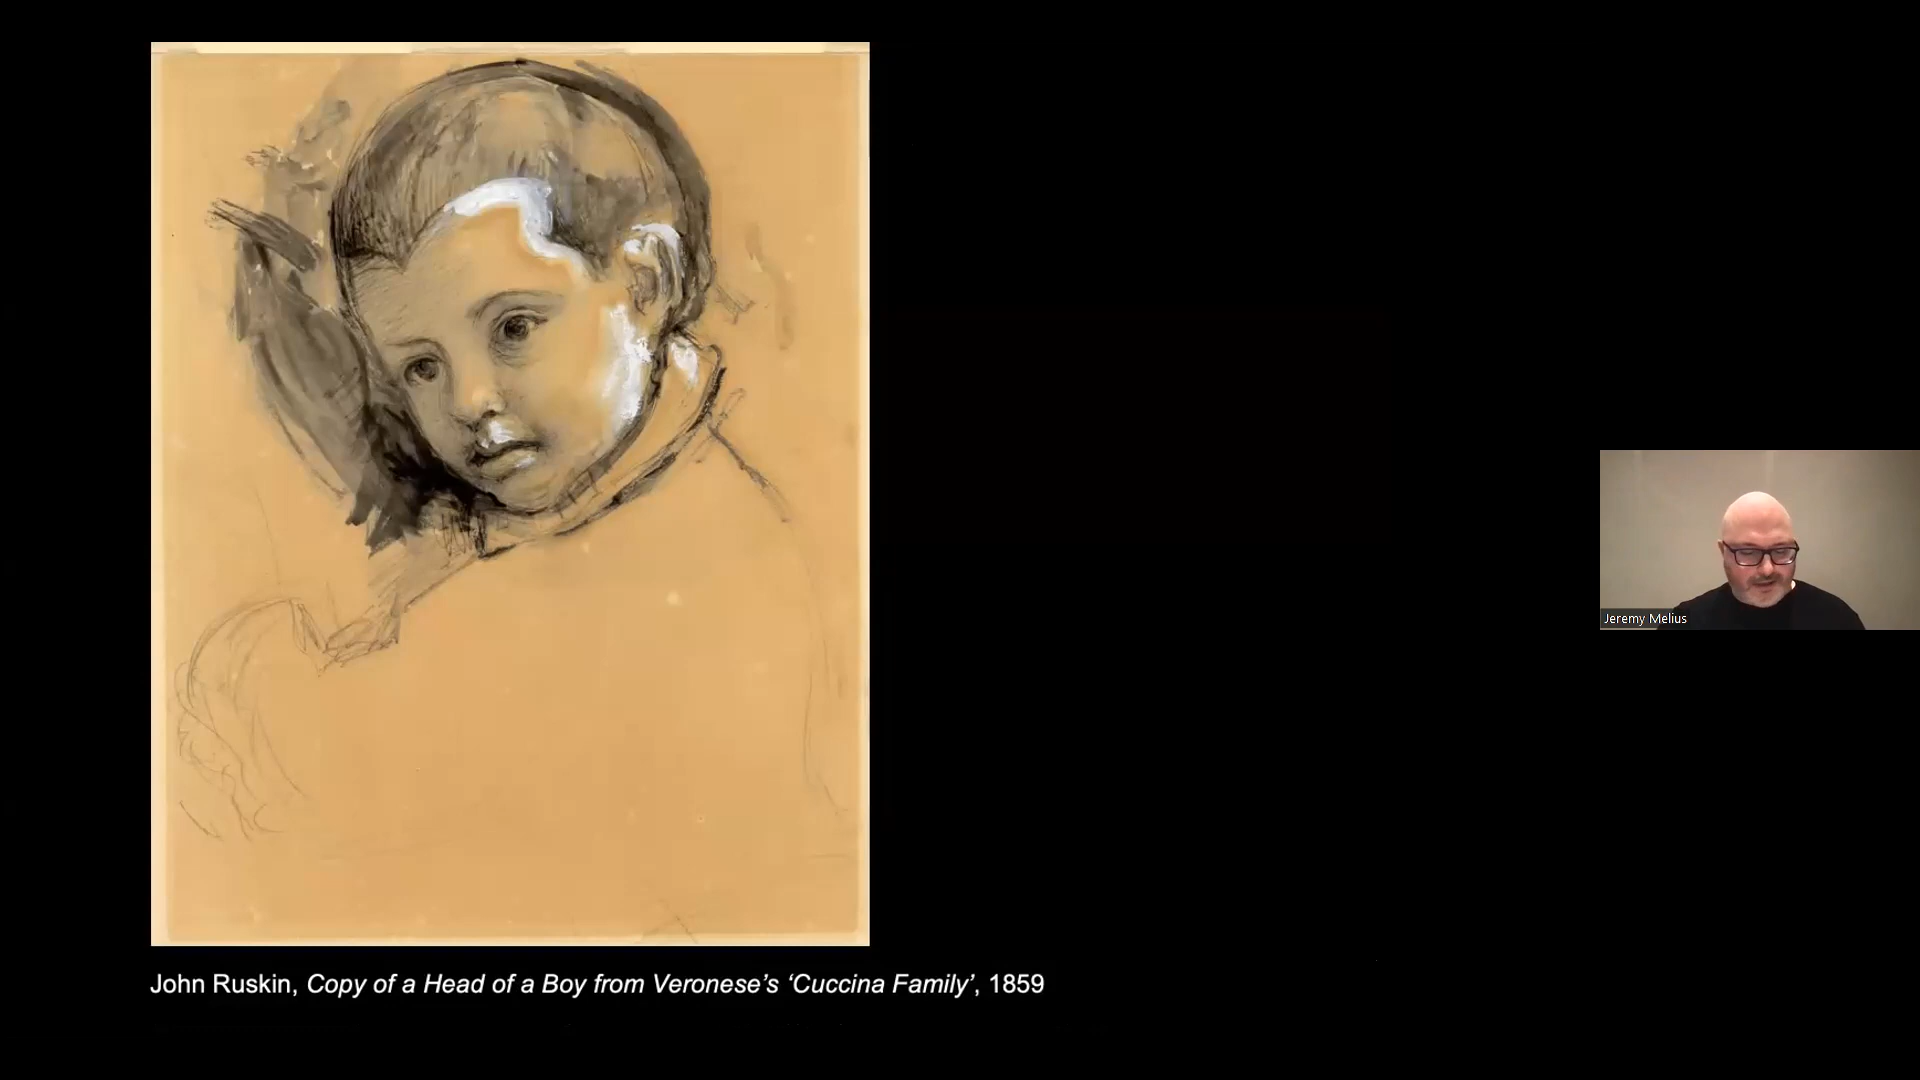 John Ruskin, Copy of a Head of a Boy from Veronese’s ‘Cuccina Family’, 1859
Jeremy Melius